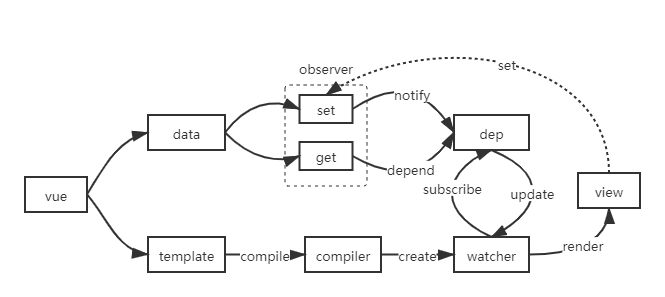 observer
set
set
notify
data
dep
get
depend
subscribe
update
vue
view
template
compile
compiler
create
watcher
render